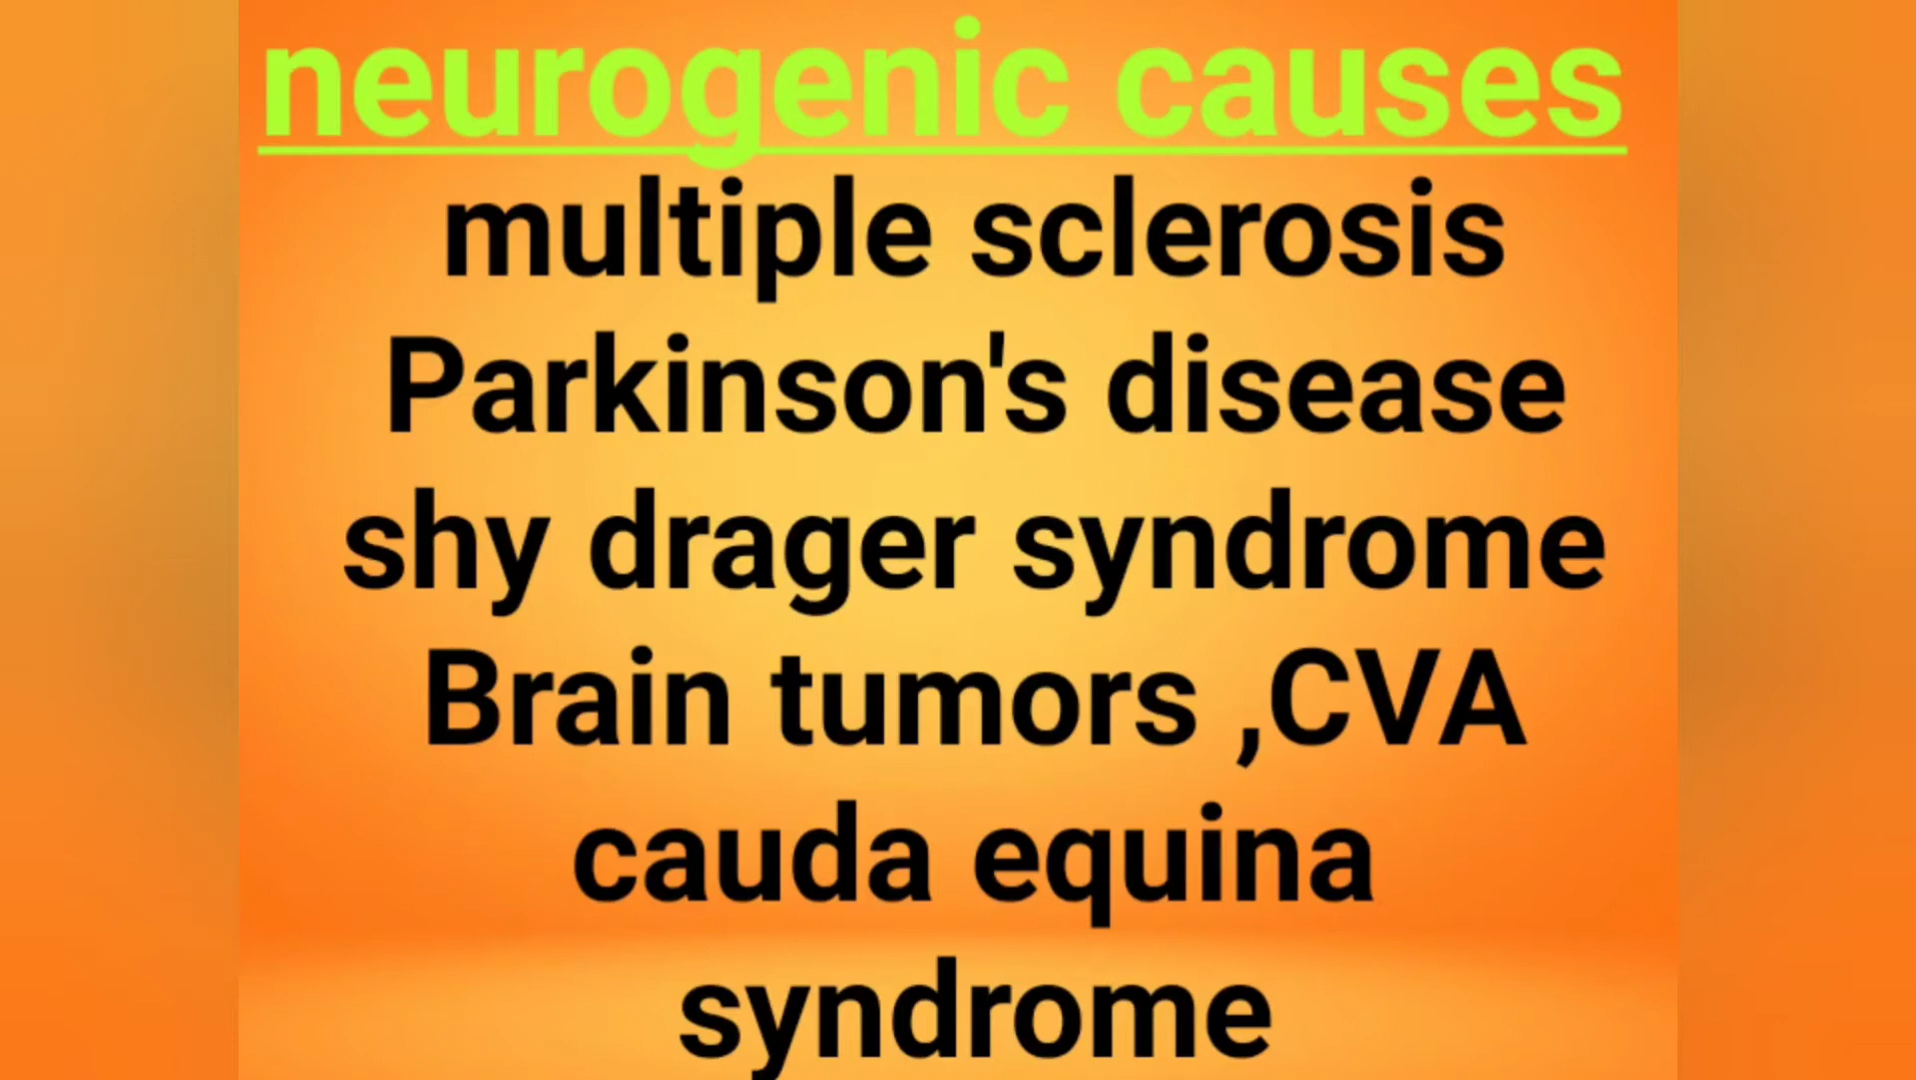 neurogenic causes
multiple sclerosis
Parkinson's disease
shy drager syndrome
Brain tumors ,CVA
cauda equina
syndrome